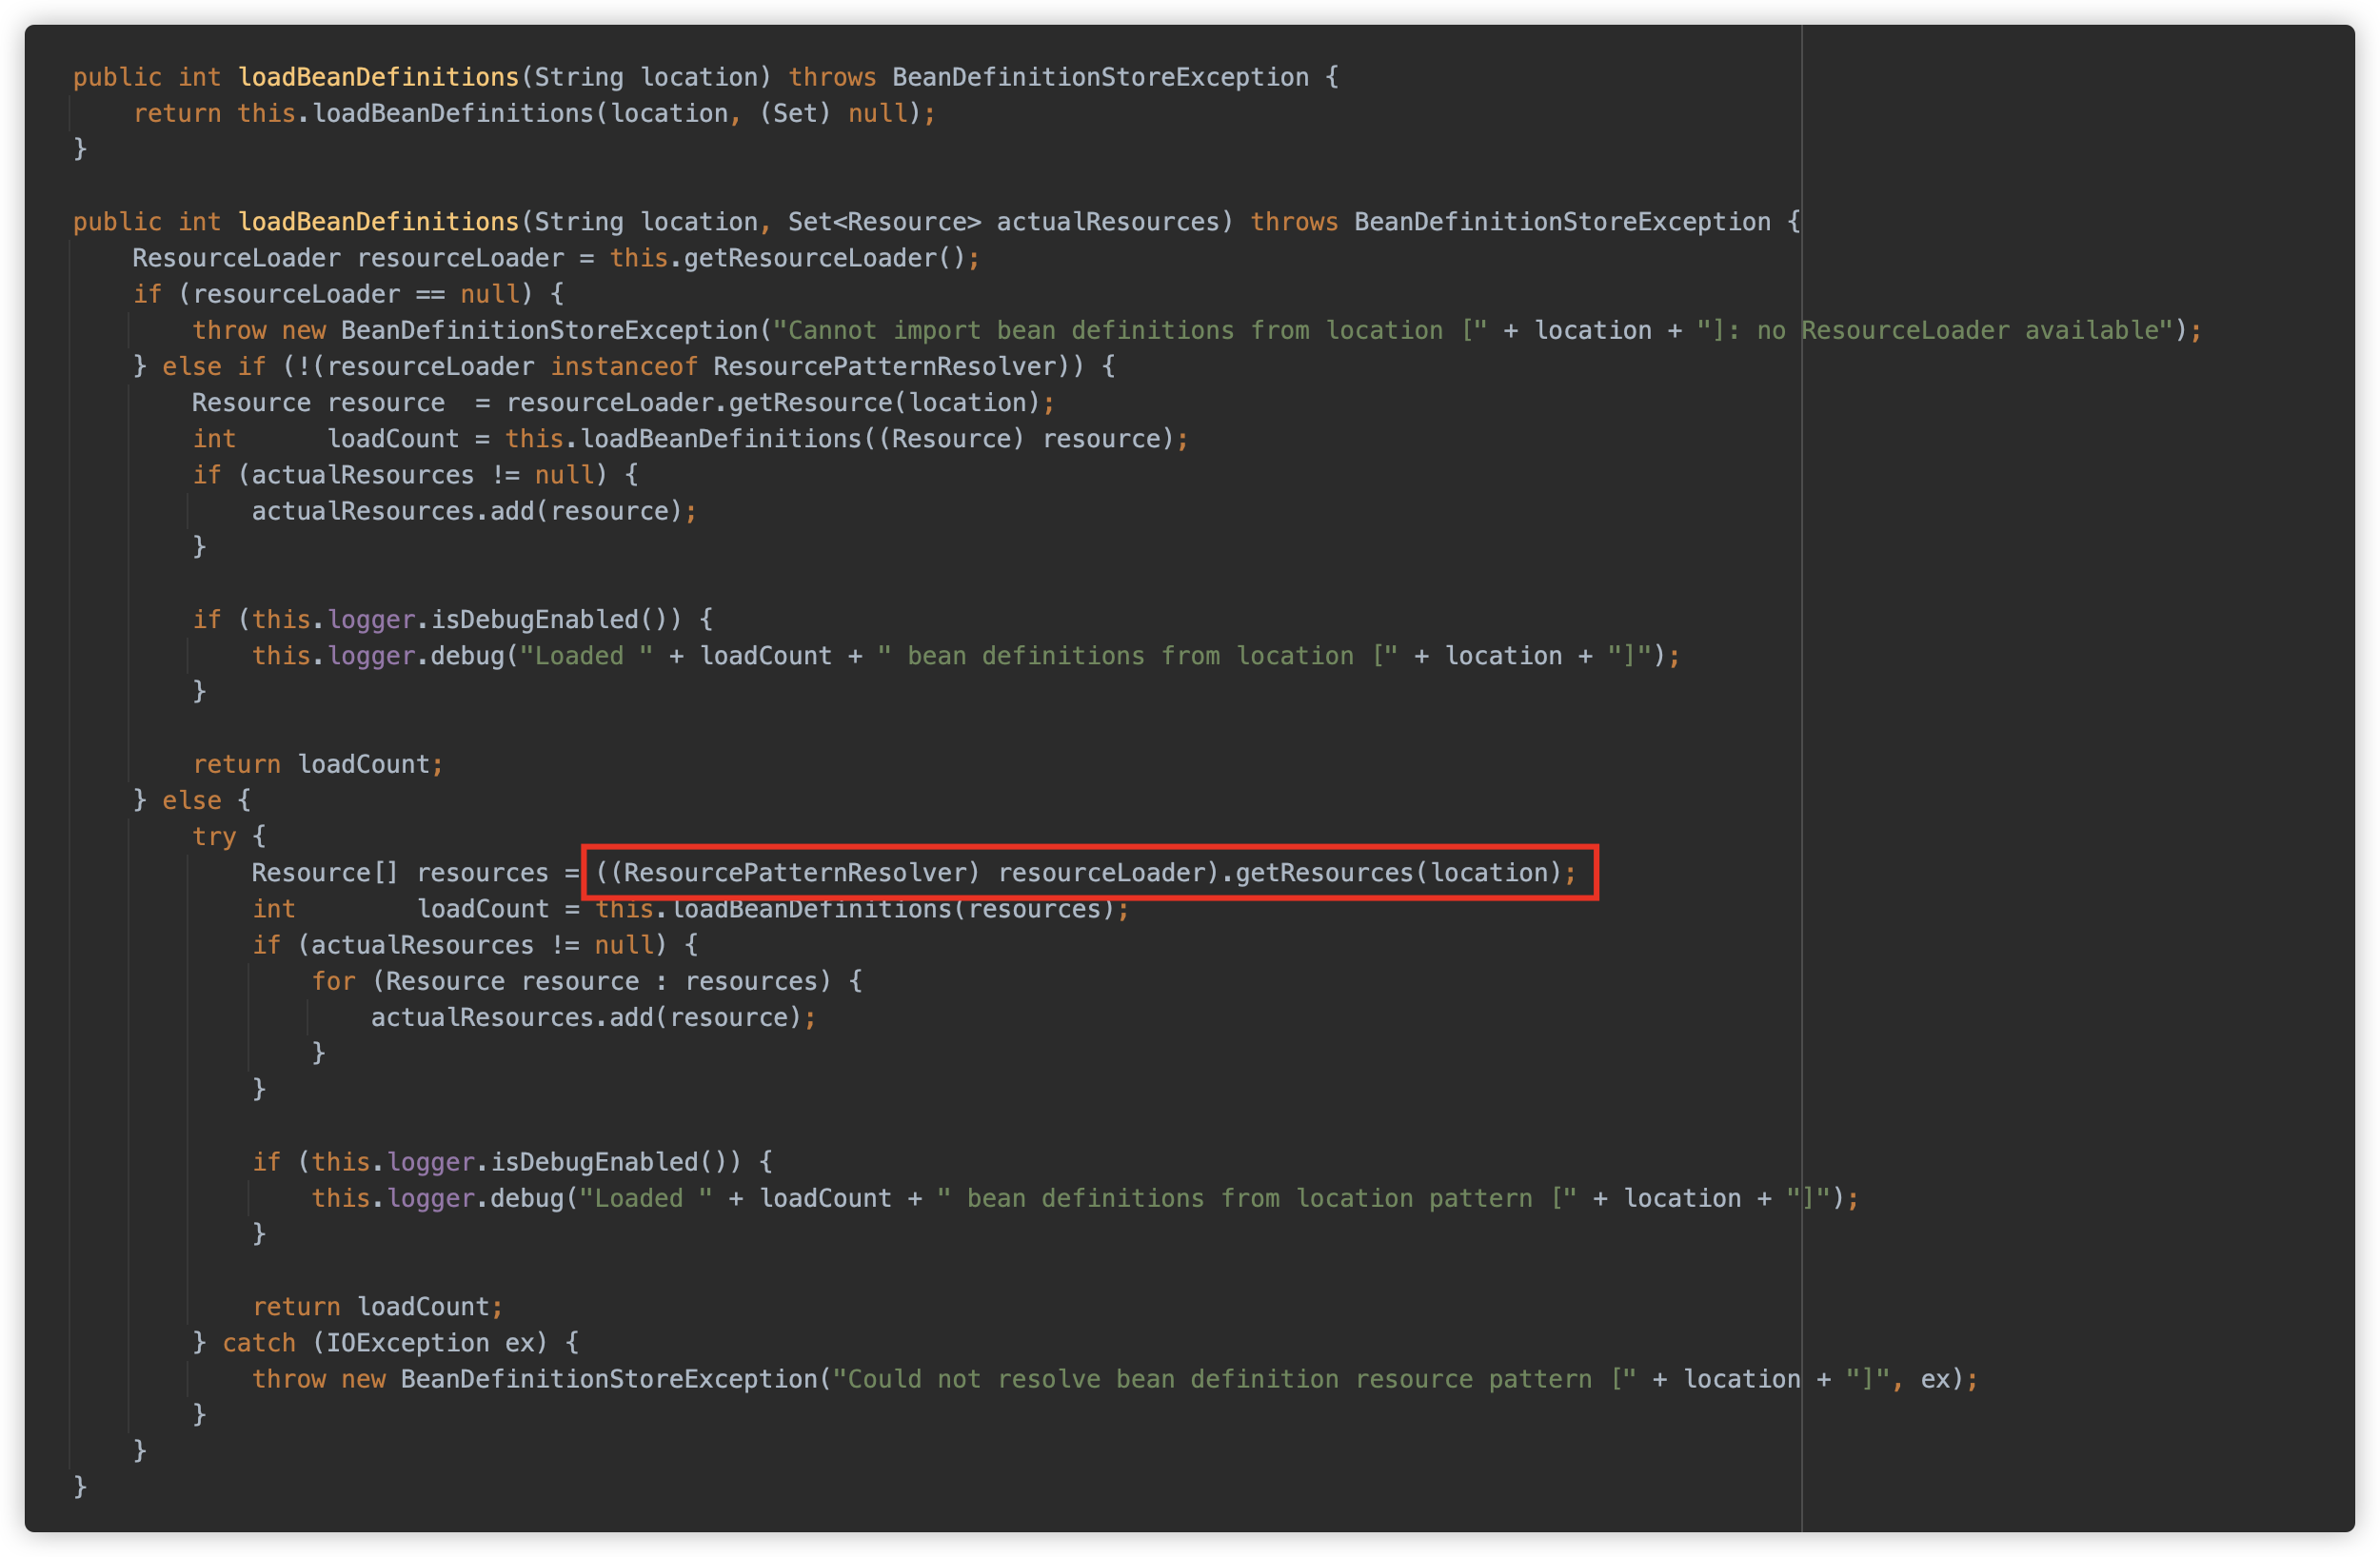 public int loadBeanDefinitions(String location) throws BeanDefinitionStoreException {
    return this.loadBeanDefinitions(location, (Set) null);
}

public int loadBeanDefinitions(String location, Set<Resource> actualResources) throws BeanDefinitionStoreException {
    ResourceLoader resourceLoader = this.getResourceLoader();
    if (resourceLoader == null) {
        throw new BeanDefinitionStoreException("Cannot import bean definitions from location [" + location + "]: no ResourceLoader available");
    } else if (!(resourceLoader instanceof ResourcePatternResolver)) {
        Resource resource  = resourceLoader.getResource(location);
        int      loadCount = this.loadBeanDefinitions((Resource) resource);
        if (actualResources != null) {
            actualResources.add(resource);
        }

        if (this.logger.isDebugEnabled()) {
            this.logger.debug("Loaded " + loadCount + " bean definitions from location [" + location + "]");
        }

        return loadCount;
    } else {
        try {
            Resource[] resources = ((ResourcePatternResolver) resourceLoader).getResources(location);
            int        loadCount = this.loadBeanDefinitions(resources);
            if (actualResources != null) {
                for (Resource resource : resources) {
                    actualResources.add(resource);
                }
            }

            if (this.logger.isDebugEnabled()) {
                this.logger.debug("Loaded " + loadCount + " bean definitions from location pattern [" + location + "]");
            }

            return loadCount;
        } catch (IOException ex) {
            throw new BeanDefinitionStoreException("Could not resolve bean definition resource pattern [" + location + "]", ex);
        }
    }
}